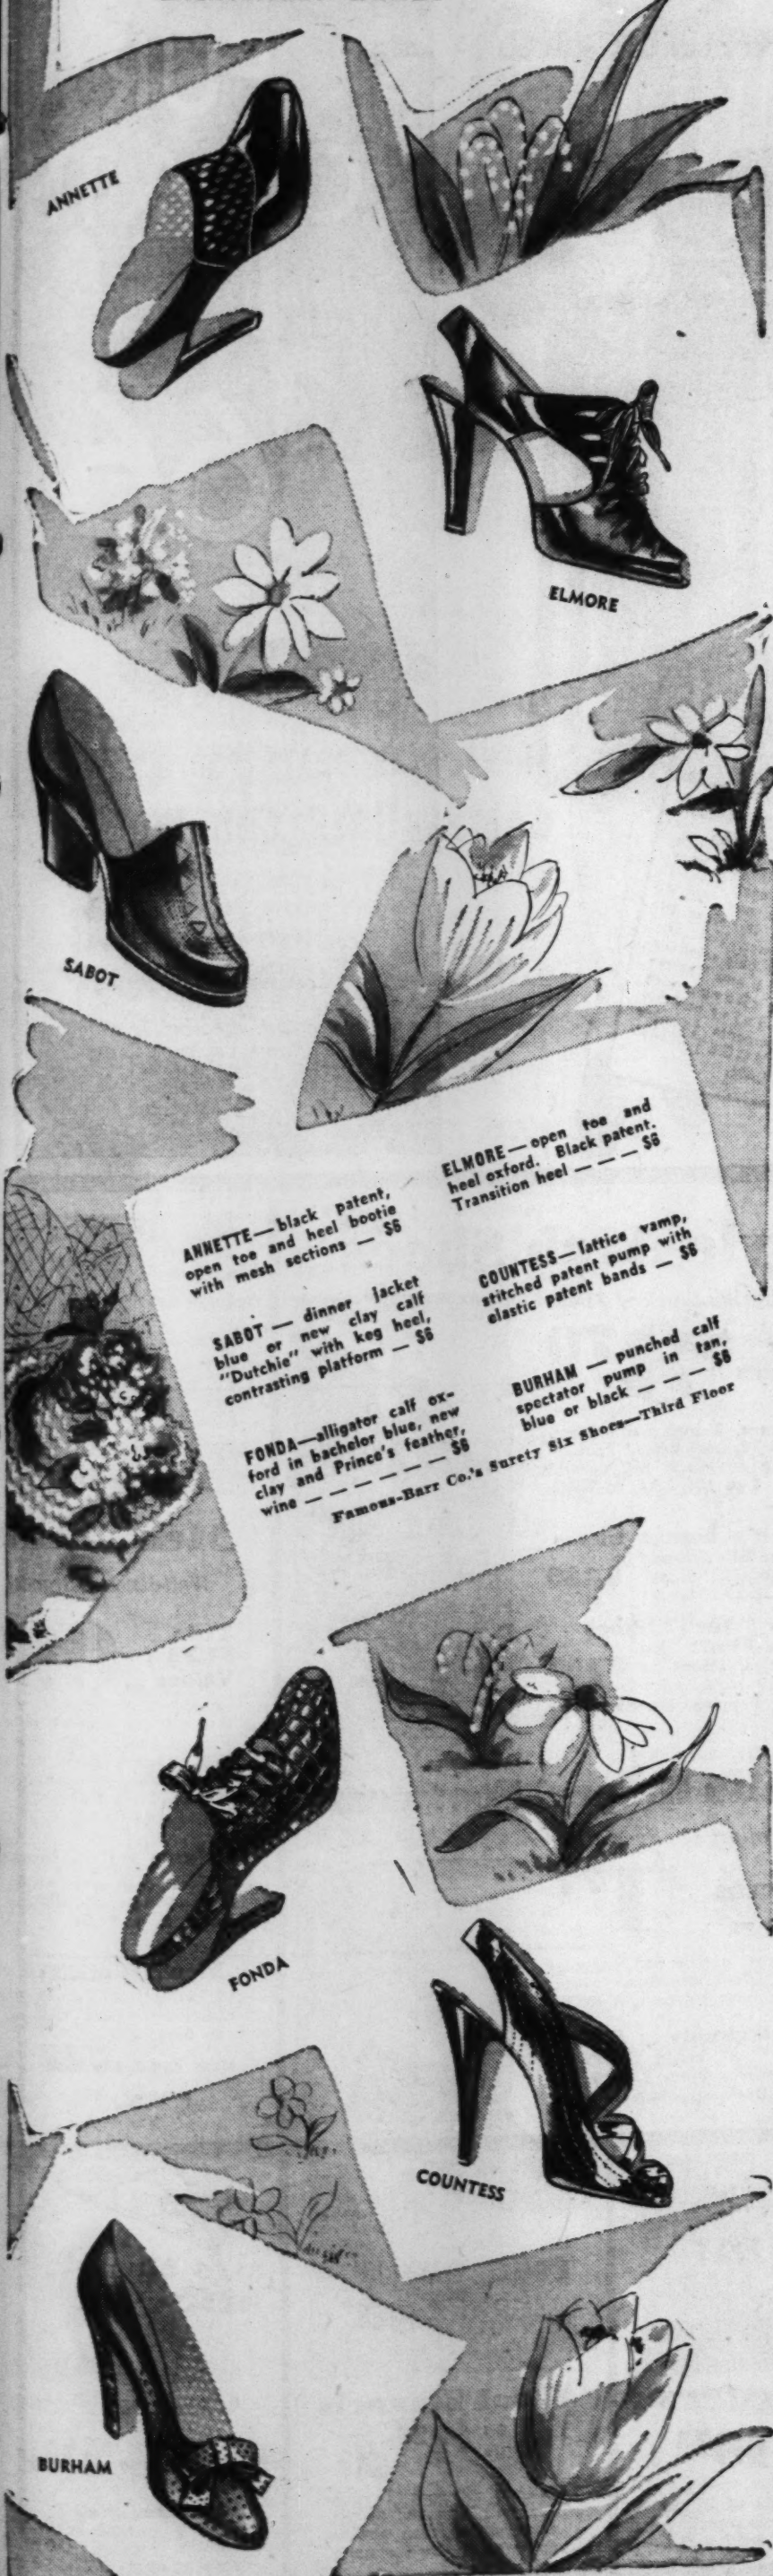 ANNETTE
ELMORE
SABOT
ANNETTE—black patent,
open toe and heel bootie
with mesh sections — $6
SABOT — dinner jacket
blue or new clay calf
"Dutchie" with keg heel,
contrasting platform — $6
FONDA—alligator calf ox-
ford in bachelor blue, new
clay and Prince's feather,
wine — — — — — — — $6
ELMORE—open toe and
heel oxford. Black patent.
Transition heel — — — $6
COUNTESS—lattice vamp,
stitched patent pump with
elastic patent bands — $6
BURHAM — punched calf
spectator pump in tan,
blue or black — — — $6
Famous-Barr Co.'s Surety Six Shoes—Third Floor
FONDA
COUNTESS
BURHAM